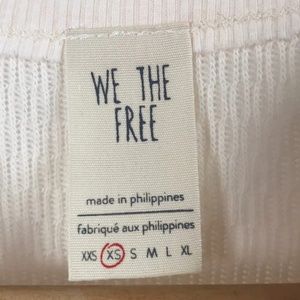 WE THE
FREE
made in philippines
fabriqué aux philippines
XXS XS S M L XL